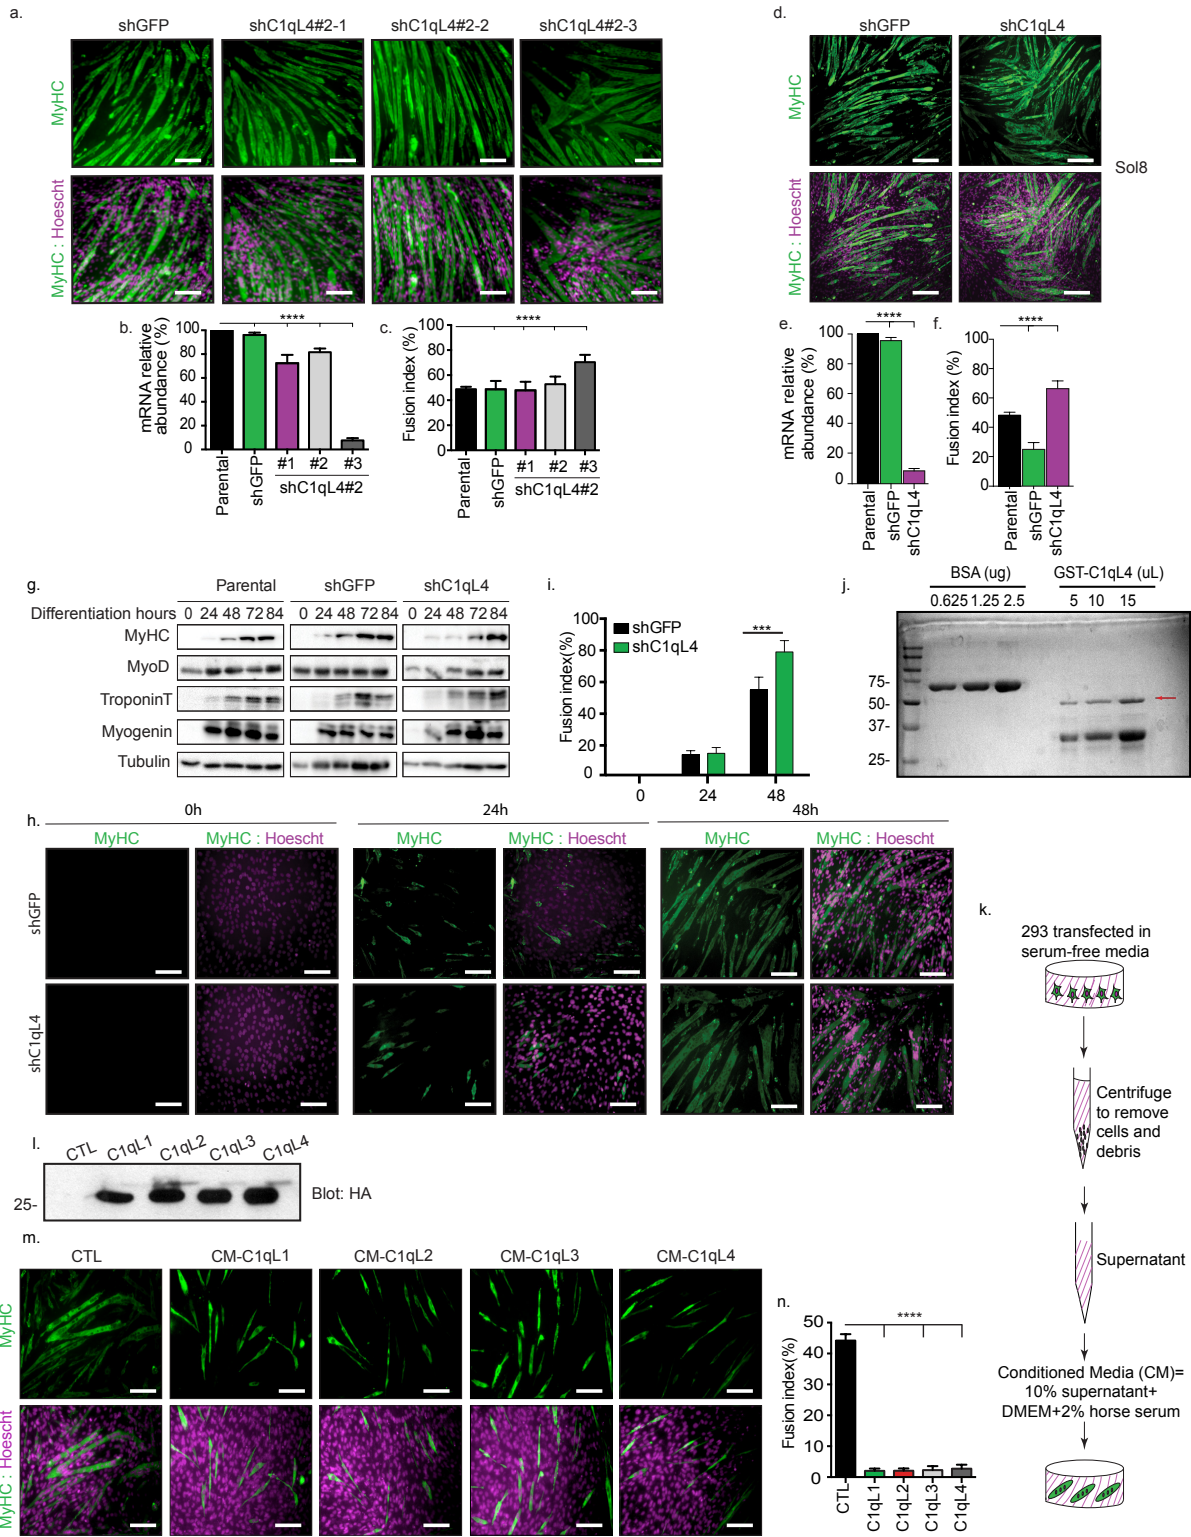 a.
shGFP shC1qL4#2-1 shC1qL4#2-2 shC1qL4#2-3
MyHC
MyHC : Hoescht
b.
mRNA relative
abundance (%)
100
80
60
40
20
0
****
Parental
shGFP
#1 #2 #3
shC1qL4#2
c.
Fusion index (%)
100
80
60
40
20
0
****
Parental
shGFP
#1 #2 #3
shC1qL4#2
d.
shGFP shC1qL4
MyHC
MyHC : Hoescht
Sol8
e.
mRNA relative
abundance (%)
100
80
60
40
20
0
****
Parental
shGFP
shC1qL4
f.
Fusion index (%)
100
80
60
40
20
0
****
Parental
shGFP
shC1qL4
g.
Parental shGFP shC1qL4
Differentiation hours 0 24 48 72 84 0 24 48 72 84 0 24 48 72 84
MyHC
MyoD
TroponinT
Myogenin
Tubulin
i.
Fusion index(%)
100
80
60
40
20
0
shGFP
shC1qL4
***
0 24 48
j.
BSA (ug) GST-C1qL4 (uL)
0.625 1.25 2.5 5 10 15
75-
50-
37-
25-
h.
0h 24h 48h
MyHC MyHC : Hoescht MyHC MyHC : Hoescht MyHC MyHC : Hoescht
shGFP
shC1qL4
k.
293 transfected in
serum-free media
Centrifuge
to remove
cells and
debris
Supernatant
Conditioned Media (CM)=
10% supernatant+
DMEM+2% horse serum
l.
CTL C1qL1 C1qL2 C1qL3 C1qL4
25-
Blot: HA
m.
CTL CM-C1qL1 CM-C1qL2 CM-C1qL3 CM-C1qL4
MyHC
MyHC : Hoescht
n.
Fusion index(%)
50
40
30
20
10
0
****
CTL
C1qL1
C1qL2
C1qL3
C1qL4